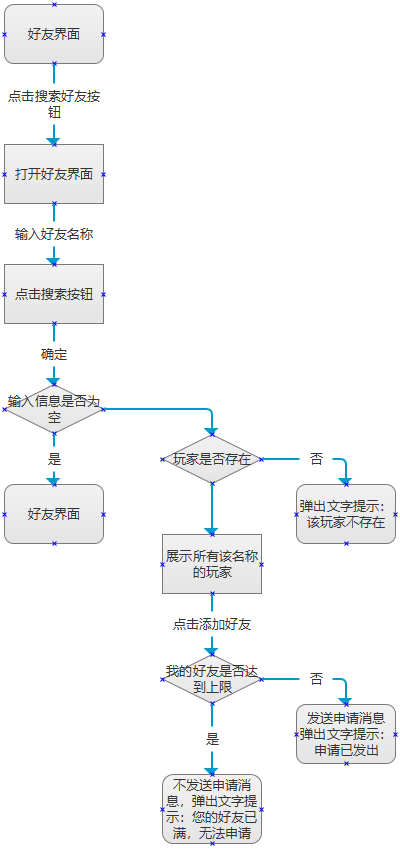 好友界面
点击搜索好友按
钮
打开好友界面
输入好友名称
点击搜索按钮
确定
输入信息是否为
空
是
好友界面
玩家是否存在
否
弹出文字提示：
该玩家不存在
展示所有该名称
的玩家
点击添加好友
我的好友是否达
到上限
否
发送申请消息
弹出文字提示：
申请已发出
是
不发送申请消
息，弹出文字提
示：您的好友已
满，无法申请